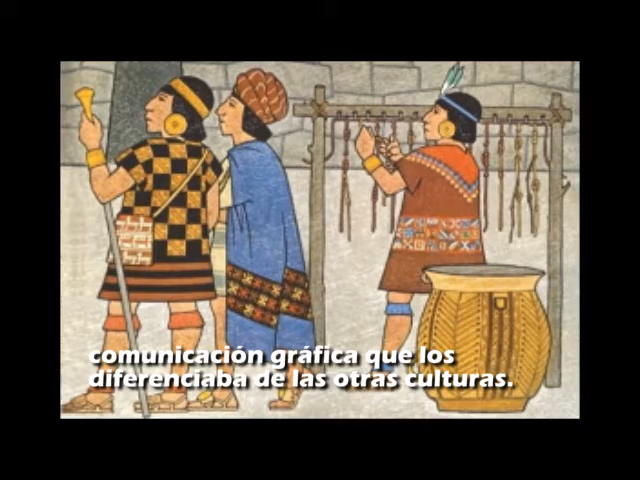 comunicación gráfica que los
diferenciaba de las otras culturas.